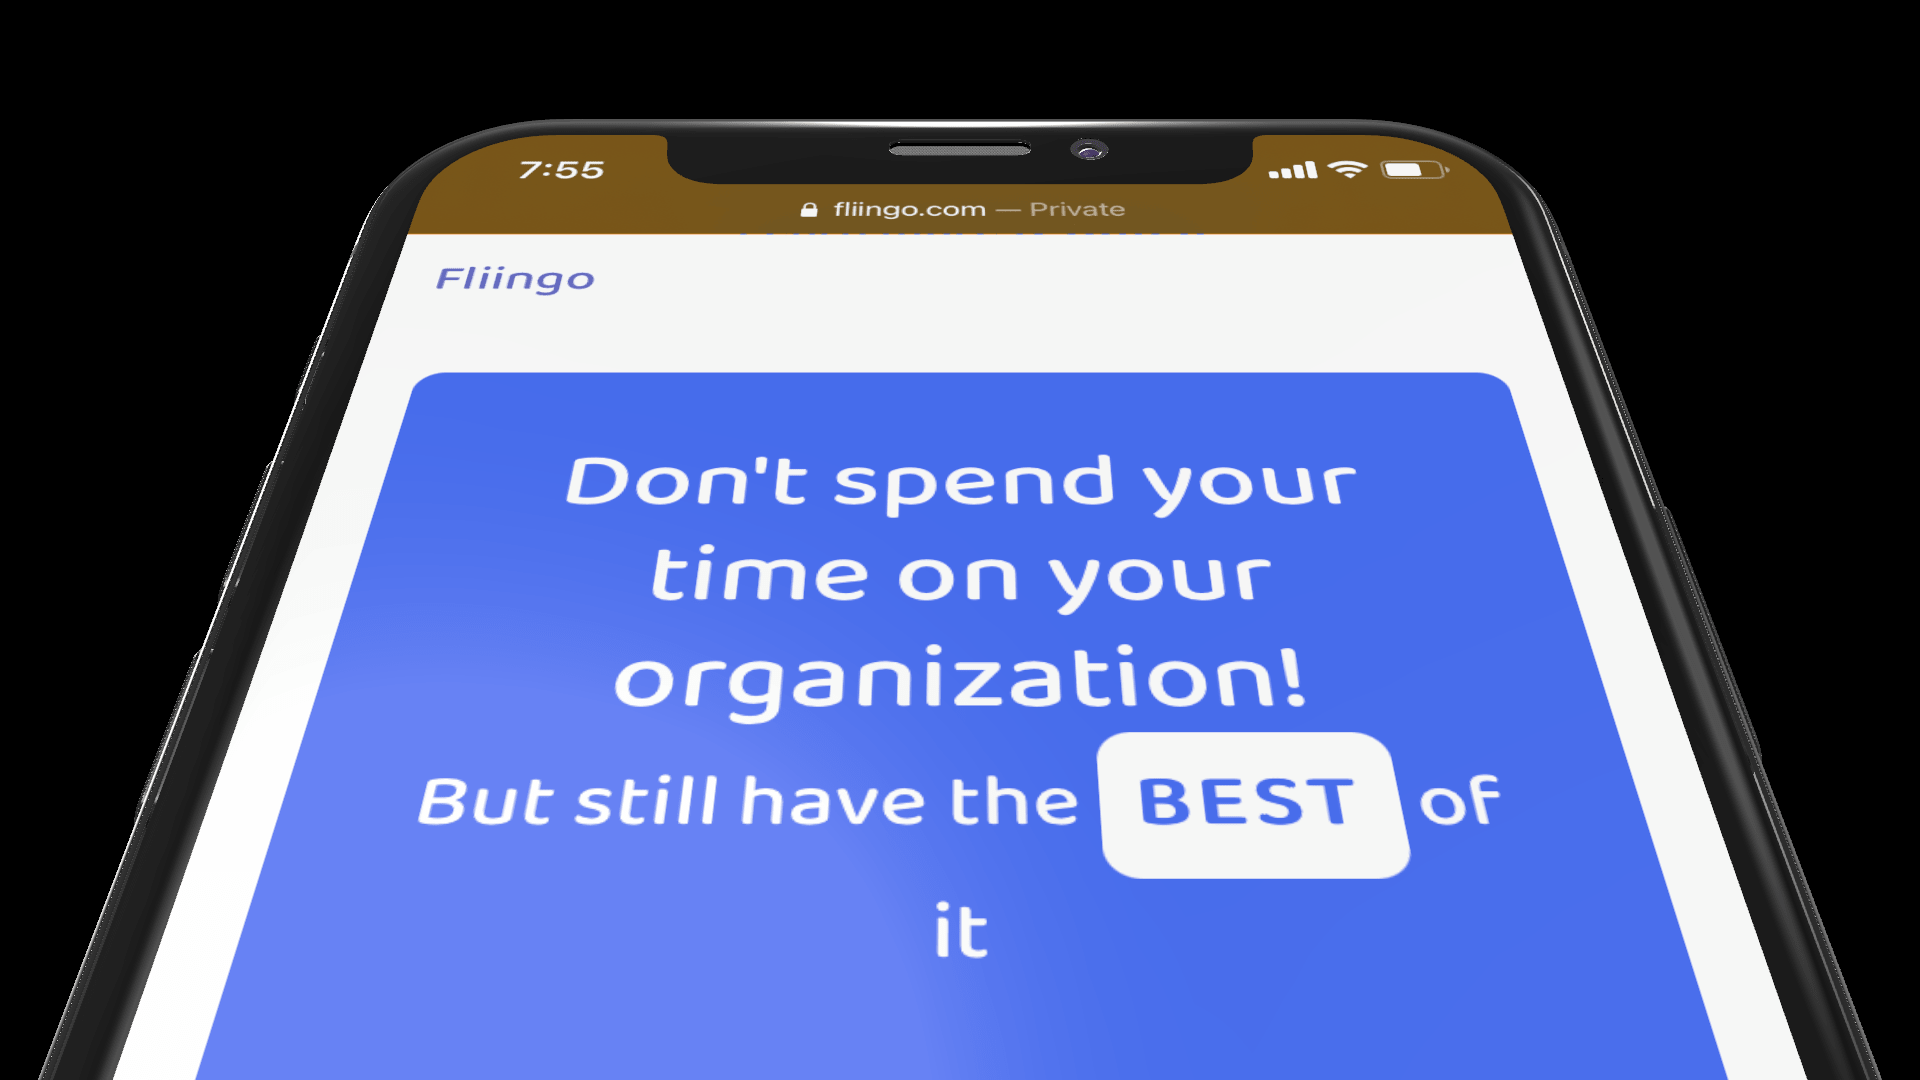 7:55
fliingo.com — Private
Fliingo
Don't spend your
time on your
organization!
But still have the BEST of
it